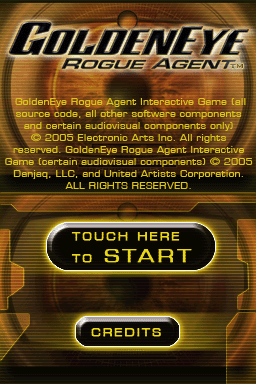 GOLDENEYE
ROGUE AGENT™
GoldenEye Rogue Agent Interactive Game (all
source code, all other software components
and certain audiovisual components only)
© 2005 Electronic Arts Inc. All rights
reserved. GoldenEye Rogue Agent Interactive
Game (certain audiovisual components) © 2005
Danjaq, LLC, and United Artists Corporation.
ALL RIGHTS RESERVED.
TOUCH HERE
TO START
CREDITS